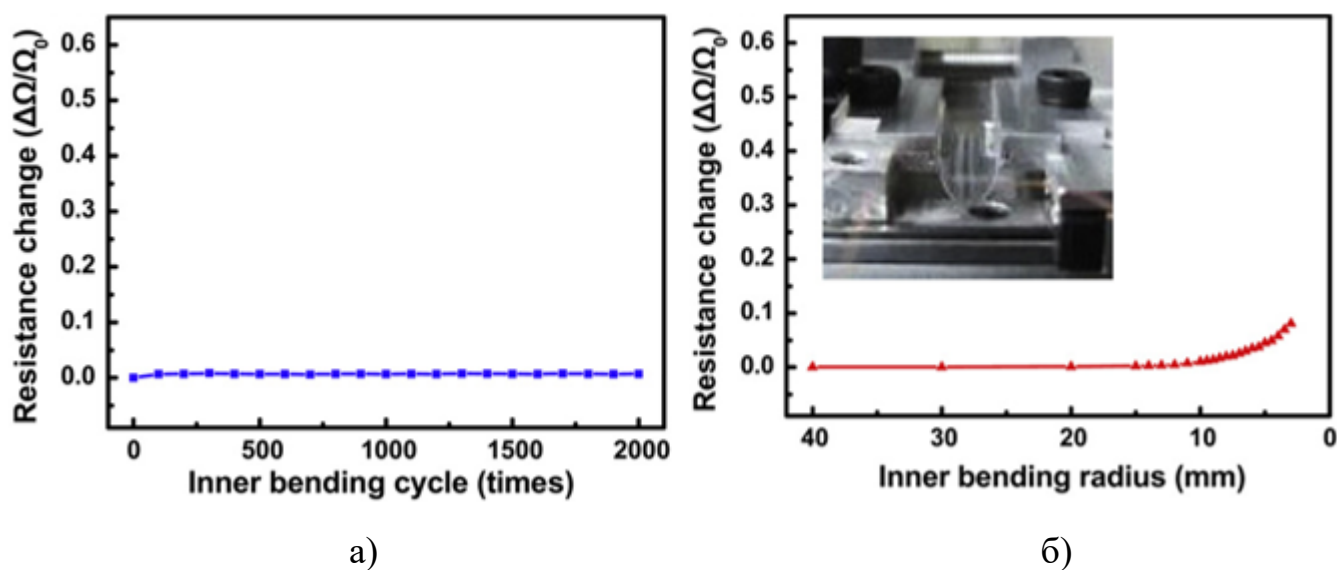 Resistance change (ΔΩ/Ω₀)
0.6
0.5
0.4
0.3
0.2
0.1
0.0
0 500 1000 1500 2000
Inner bending cycle (times)
а)
Resistance change (ΔΩ/Ω₀)
0.6
0.5
0.4
0.3
0.2
0.1
0.0
40 30 20 10 0
Inner bending radius (mm)
б)